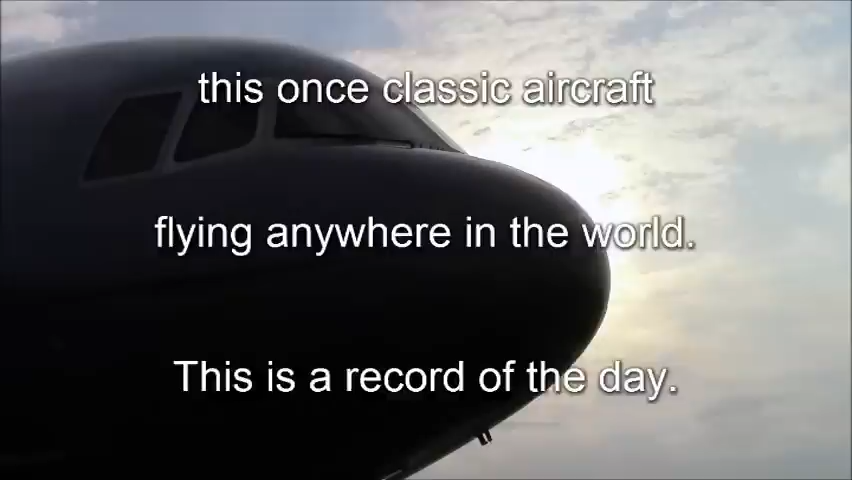 this once classic aircraft
flying anywhere in the world.
This is a record of the day.